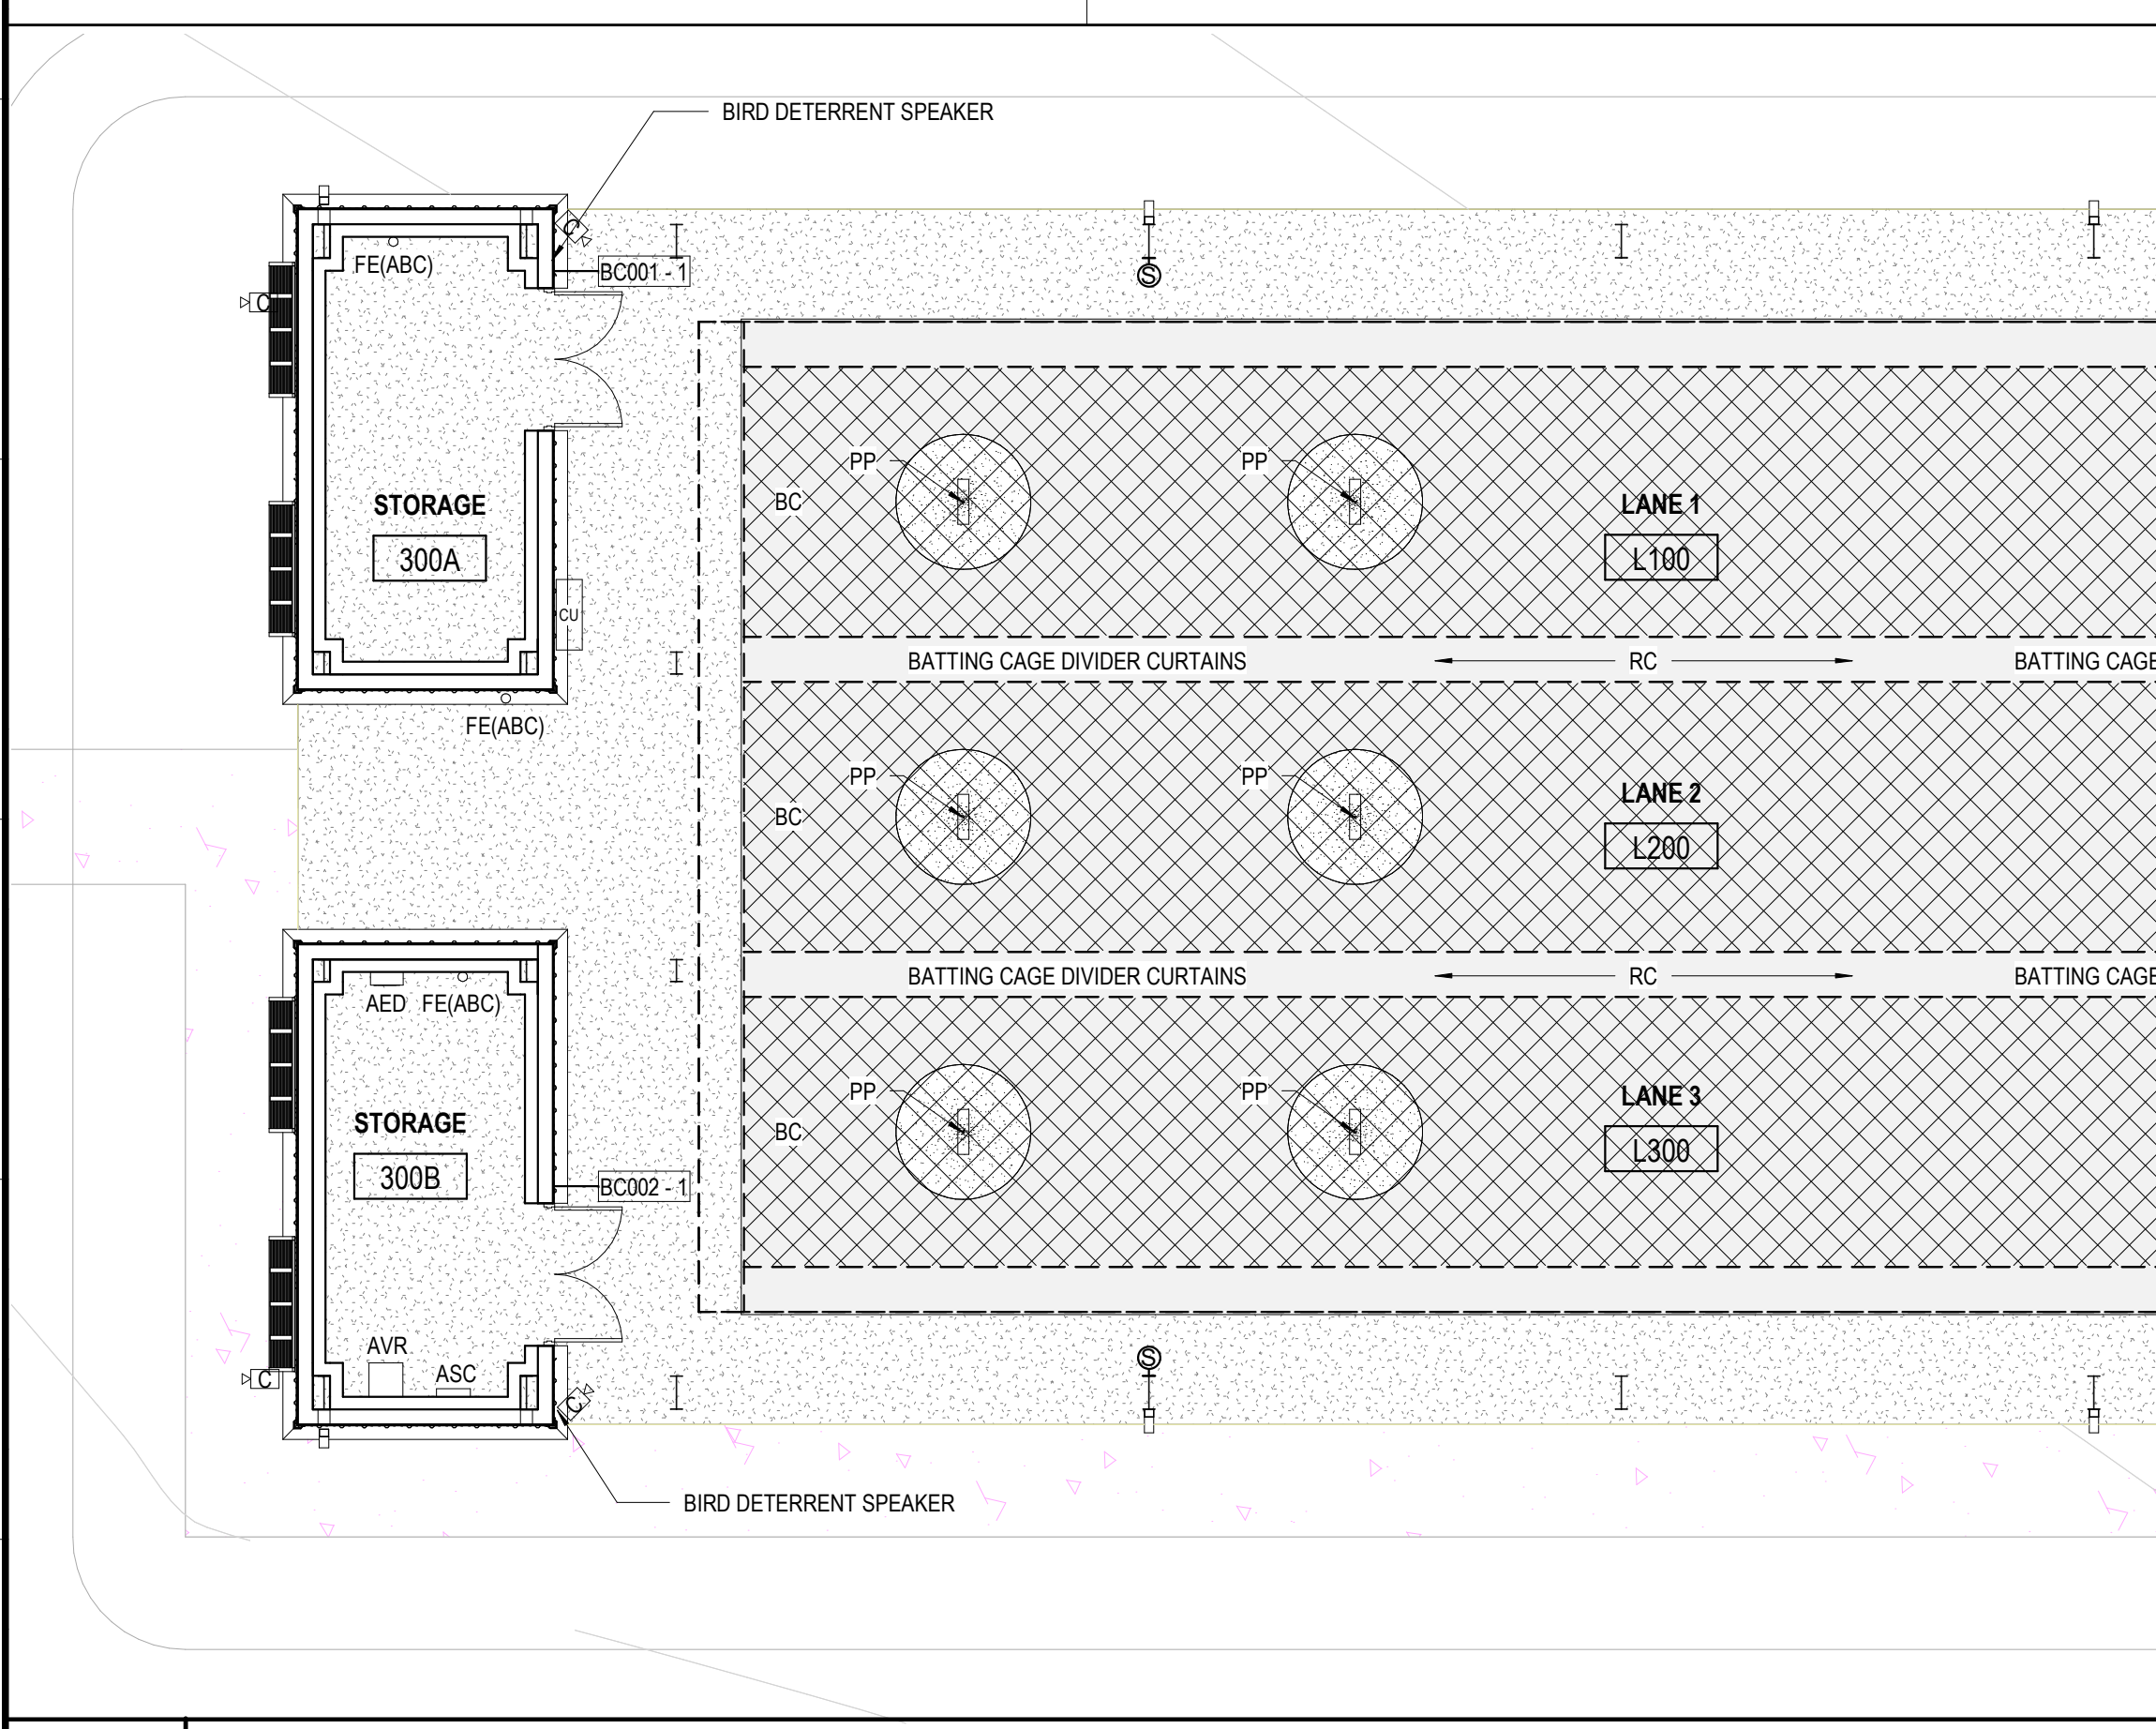 BIRD DETERRENT SPEAKER
C
FE(ABC)
BC001 - 1
S
C
PP
PP
BC
STORAGE
300A
LANE 1
L100
CU
BATTING CAGE DIVIDER CURTAINS
RC
BATTING CAGE
FE(ABC)
PP
PP
BC
LANE 2
L200
BATTING CAGE DIVIDER CURTAINS
RC
BATTING CAGE
AED
FE(ABC)
PP
PP
BC
LANE 3
L300
STORAGE
300B
BC002 - 1
AVR
ASC
S
C
C
BIRD DETERRENT SPEAKER